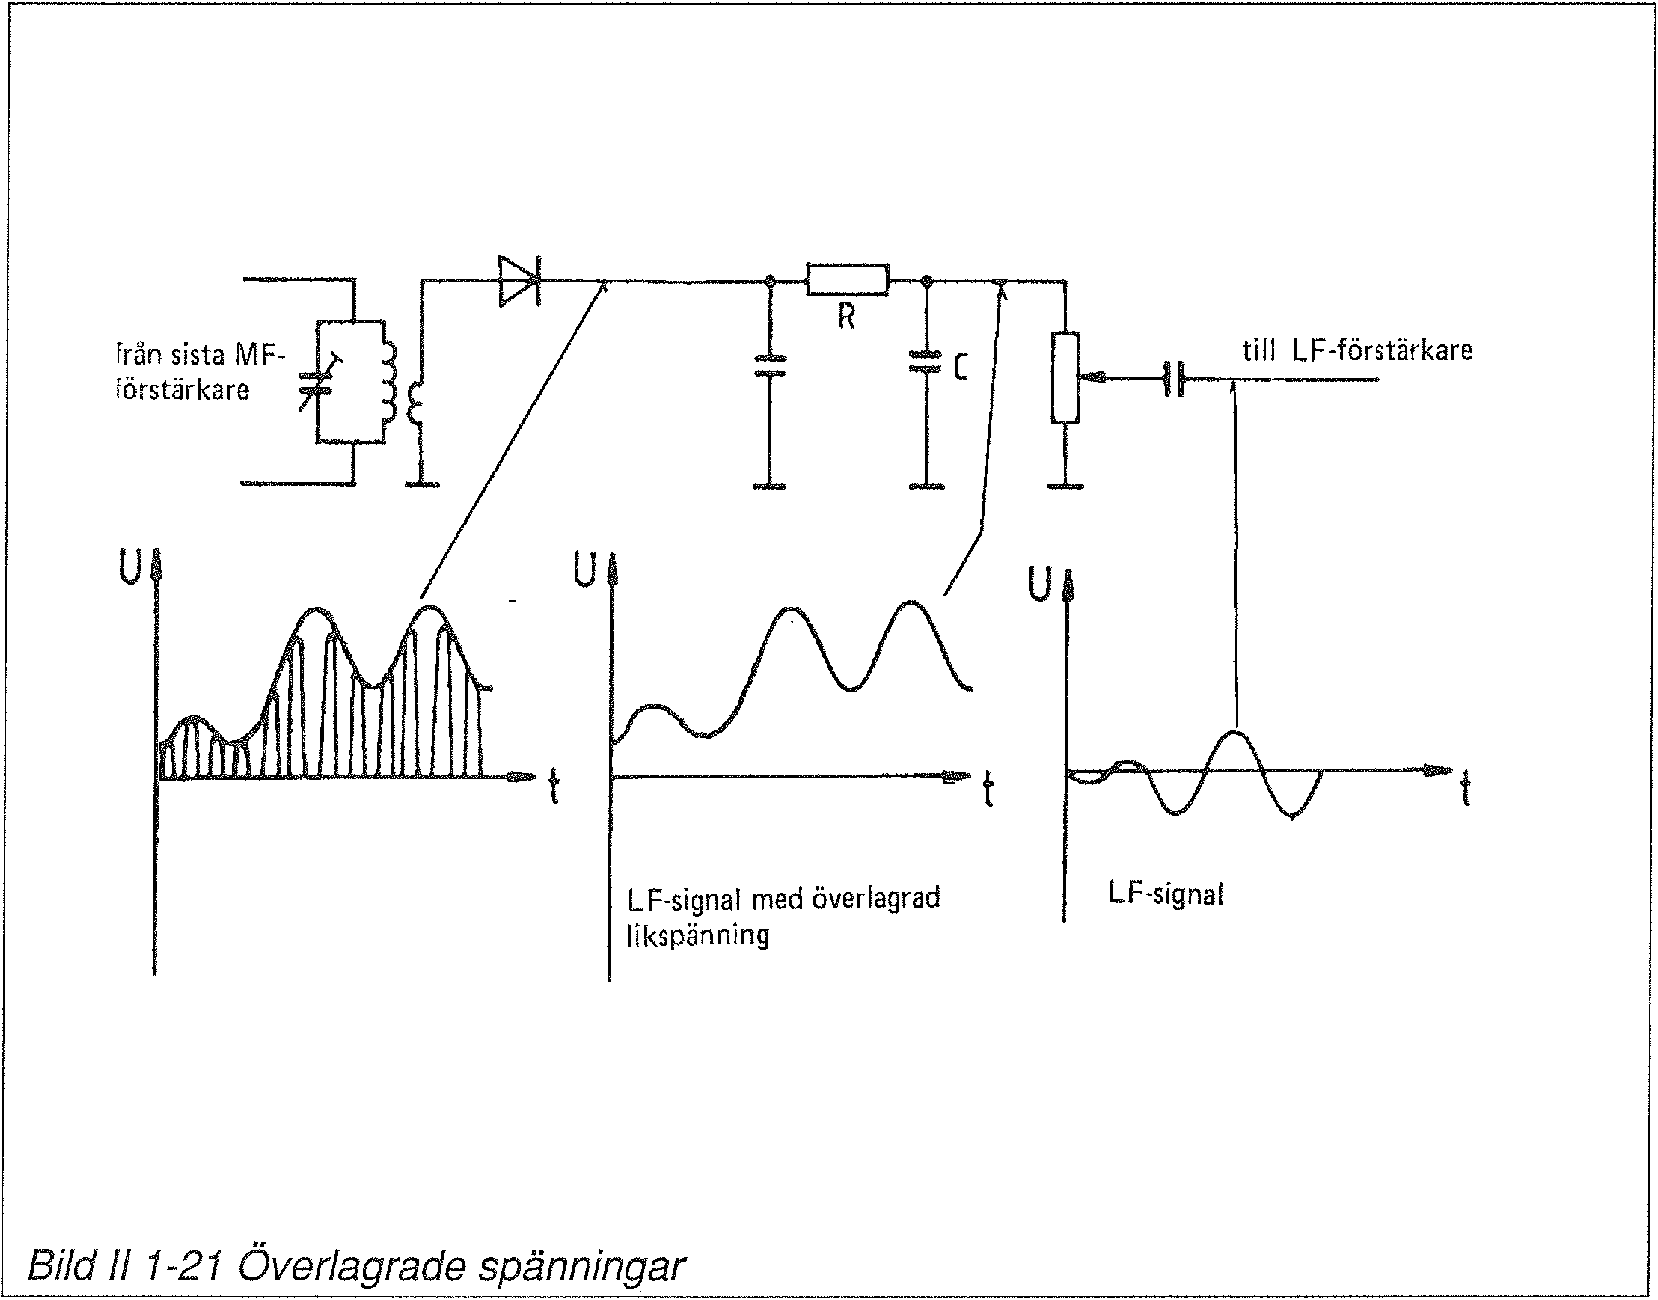 från sista MF-
förstärkare
R
C
till LF-förstärkare
U
t
U
t
U
t
LF-signal med överlagrad
likspänning
LF-signal
Bild II 1-21 Överlagrade spänningar